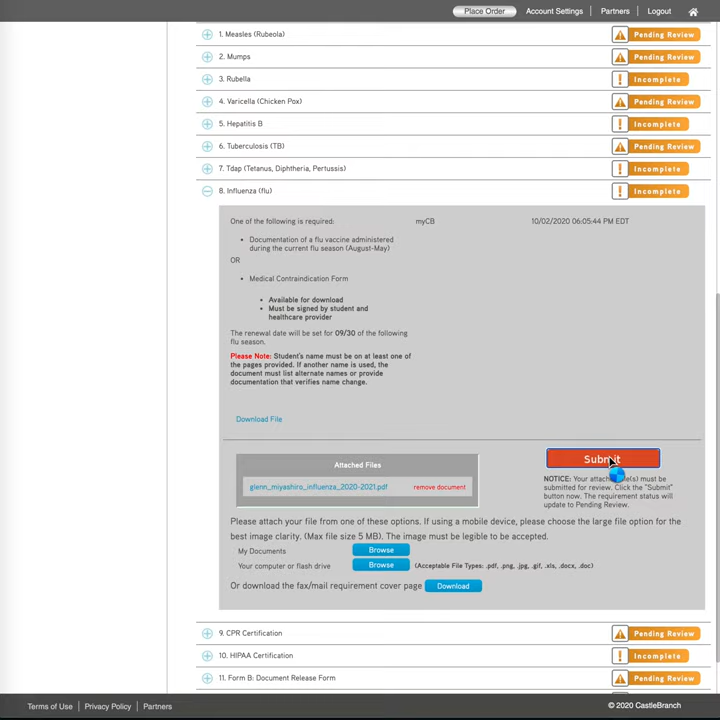 Place Order Account Settings Partners Logout
1. Measles (Rubeola) Pending Review
2. Mumps Pending Review
3. Rubella Incomplete
4. Varicella (Chicken Pox) Pending Review
5. Hepatitis B Incomplete
6. Tuberculosis (TB) Pending Review
7. Tdap (Tetanus, Diphtheria, Pertussis) Incomplete
8. Influenza (flu) Incomplete
One of the following is required: myCB 10/02/2020 06:05:44 PM EDT
• Documentation of a flu vaccine administered
during the current flu season (August-May)
OR
• Medical Contraindication Form
• Available for download
• Must be signed by student and
healthcare provider
The renewal date will be set for 09/30 of the following
flu season.
Please Note: Student's name must be on at least one of
the pages provided. If another name is used, the
document must list alternate names or provide
documentation that verifies name change.
Download File
Attached Files
glenn_miyashiro_influenza_2020-2021.pdf remove document
Submit
NOTICE: Your attached file(s) must be
submitted for review. Click the "Submit"
button now. The requirement status will
update to Pending Review.
Please attach your file from one of these options. If using a mobile device, please choose the large file option for the
best image clarity. (Max file size 5 MB). The image must be legible to be accepted.
My Documents Browse
Your computer or flash drive Browse (Acceptable File Types: .pdf, .png, .jpg, .gif, .xls, .docx, .doc)
Or download the fax/mail requirement cover page Download
9. CPR Certification Pending Review
10. HIPAA Certification Incomplete
11. Form B: Document Release Form Pending Review
Terms of Use Privacy Policy Partners © 2020 CastleBranch